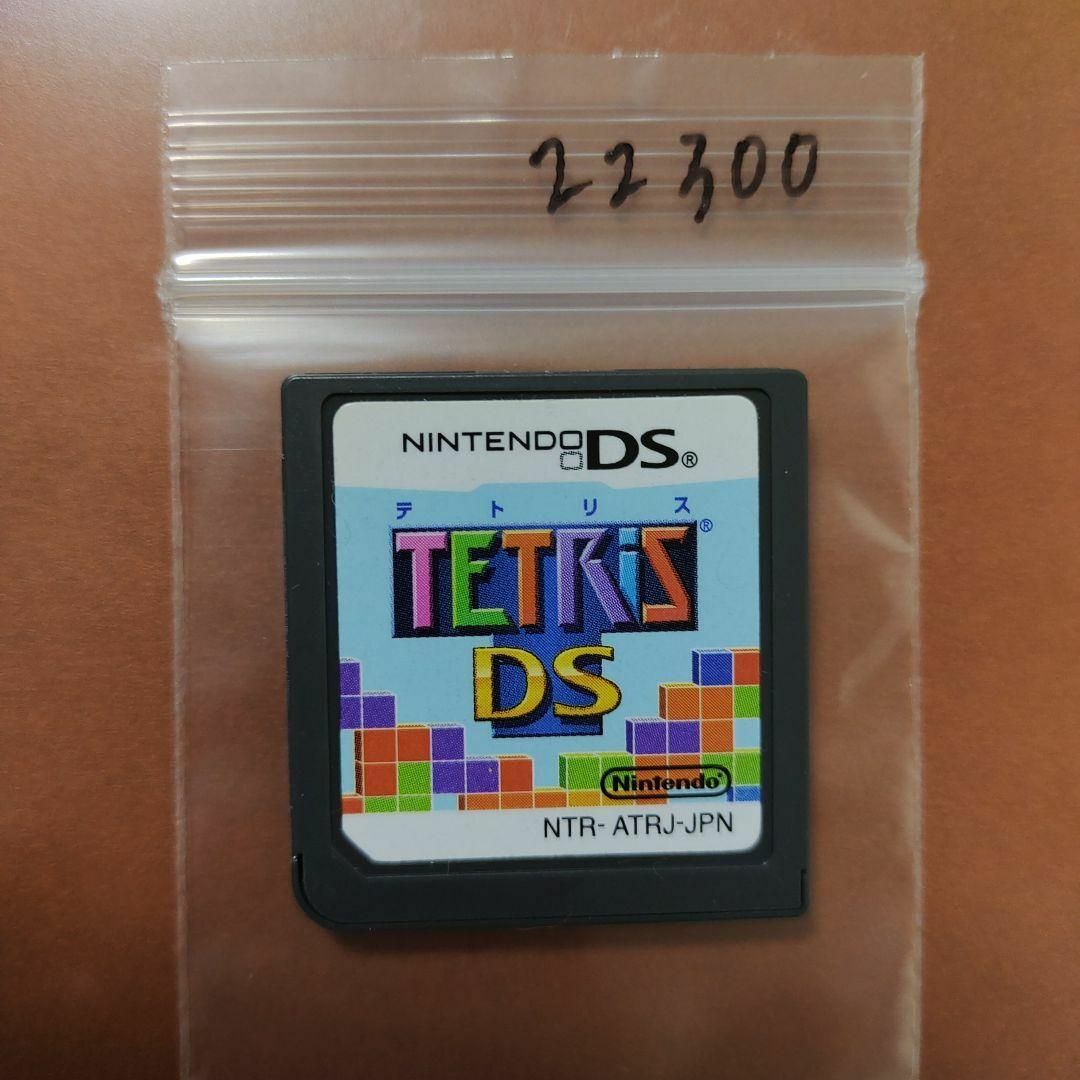 22300
NINTENDO DS®
テトリス
TETRiS®
DS
Nintendo®
NTR-ATRJ-JPN